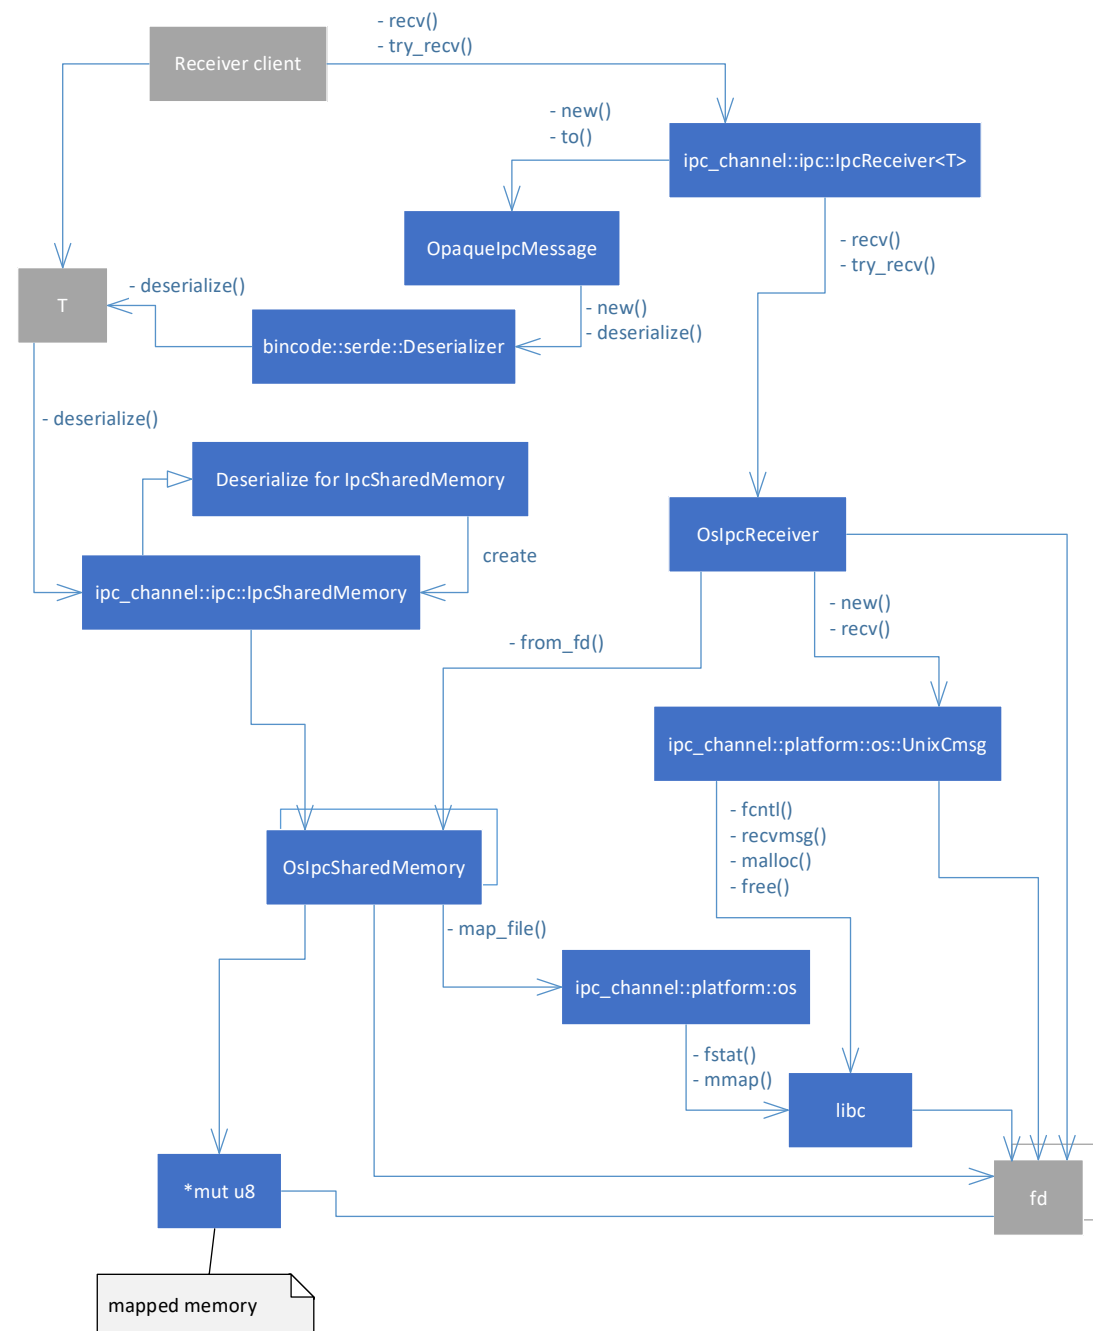 - recv()
- try_recv()
Receiver client
- new()
- to()
ipc_channel::ipc::IpcReceiver<T>
OpaqueIpcMessage
- recv()
- try_recv()
- deserialize()
T
- new()
- deserialize()
bincode::serde::Deserializer
- deserialize()
Deserialize for IpcSharedMemory
OsIpcReceiver
create
ipc_channel::ipc::IpcSharedMemory
- new()
- recv()
- from_fd()
ipc_channel::platform::os::UnixCmsg
- fcntl()
- recvmsg()
- malloc()
- free()
OsIpcSharedMemory
- map_file()
ipc_channel::platform::os
- fstat()
- mmap()
libc
*mut u8
fd
mapped memory